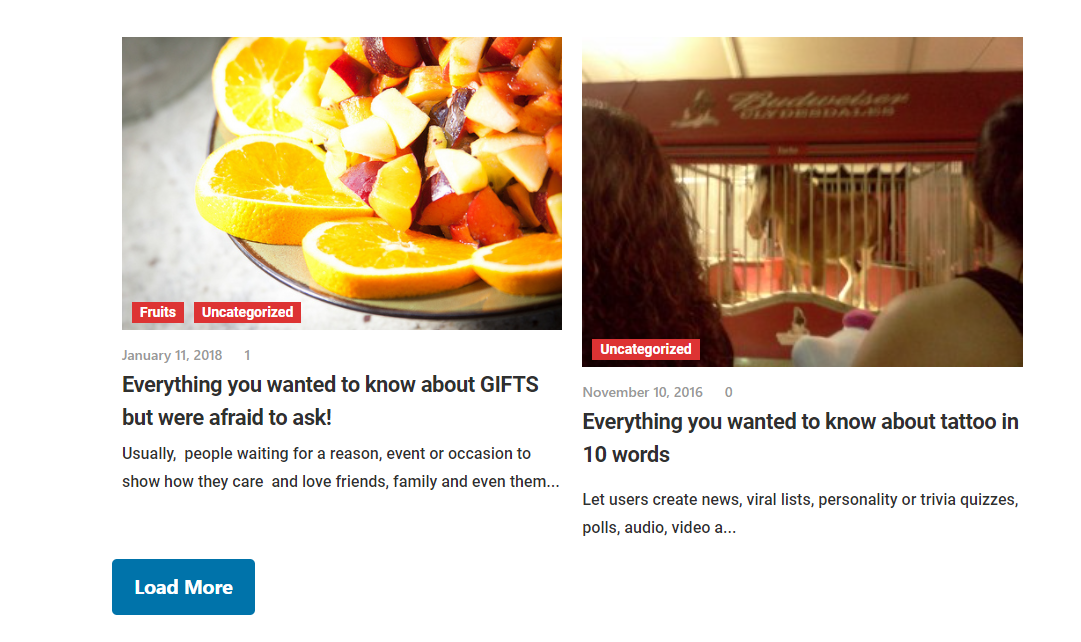 Fruits
Uncategorized
January 11, 2018 1
Everything you wanted to know about GIFTS
but were afraid to ask!
Usually, people waiting for a reason, event or occasion to
show how they care and love friends, family and even them...
Budweiser
CLYDESDALES
Uncategorized
November 10, 2016 0
Everything you wanted to know about tattoo in
10 words
Let users create news, viral lists, personality or trivia quizzes,
polls, audio, video a...
Load More